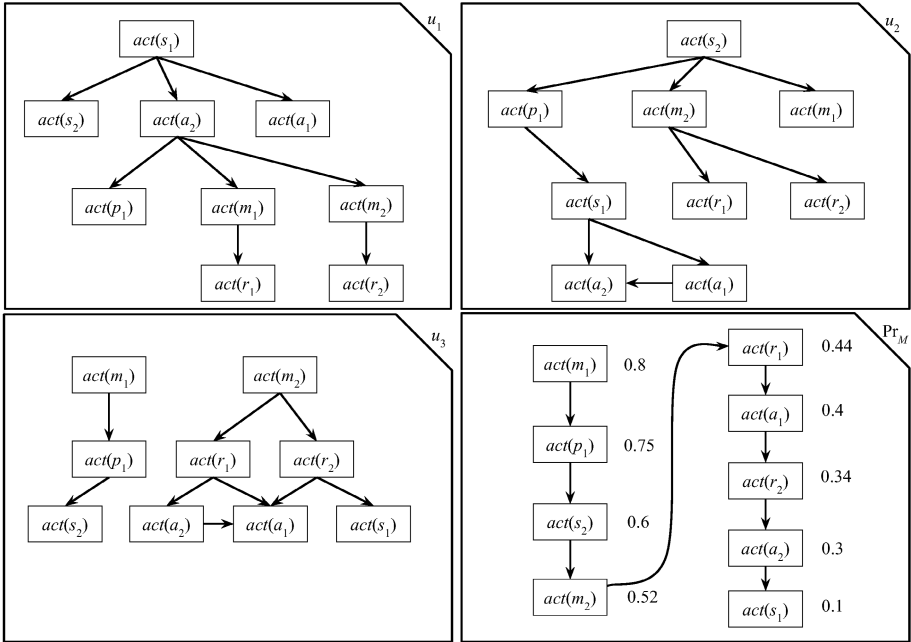 u₁
act(s₁)
act(s₂) act(a₂) act(a₁)
act(p₁) act(m₁) act(m₂)
act(r₁) act(r₂)
u₂
act(s₂)
act(p₁) act(m₂) act(m₁)
act(s₁) act(r₁) act(r₂)
act(a₂) act(a₁)
u₃
act(m₁) act(m₂)
act(p₁) act(r₁) act(r₂)
act(s₂) act(a₂) act(a₁) act(s₁)
Pr_M
act(m₁) 0.8
act(p₁) 0.75
act(s₂) 0.6
act(m₂) 0.52
act(r₁) 0.44
act(a₁) 0.4
act(r₂) 0.34
act(a₂) 0.3
act(s₁) 0.1